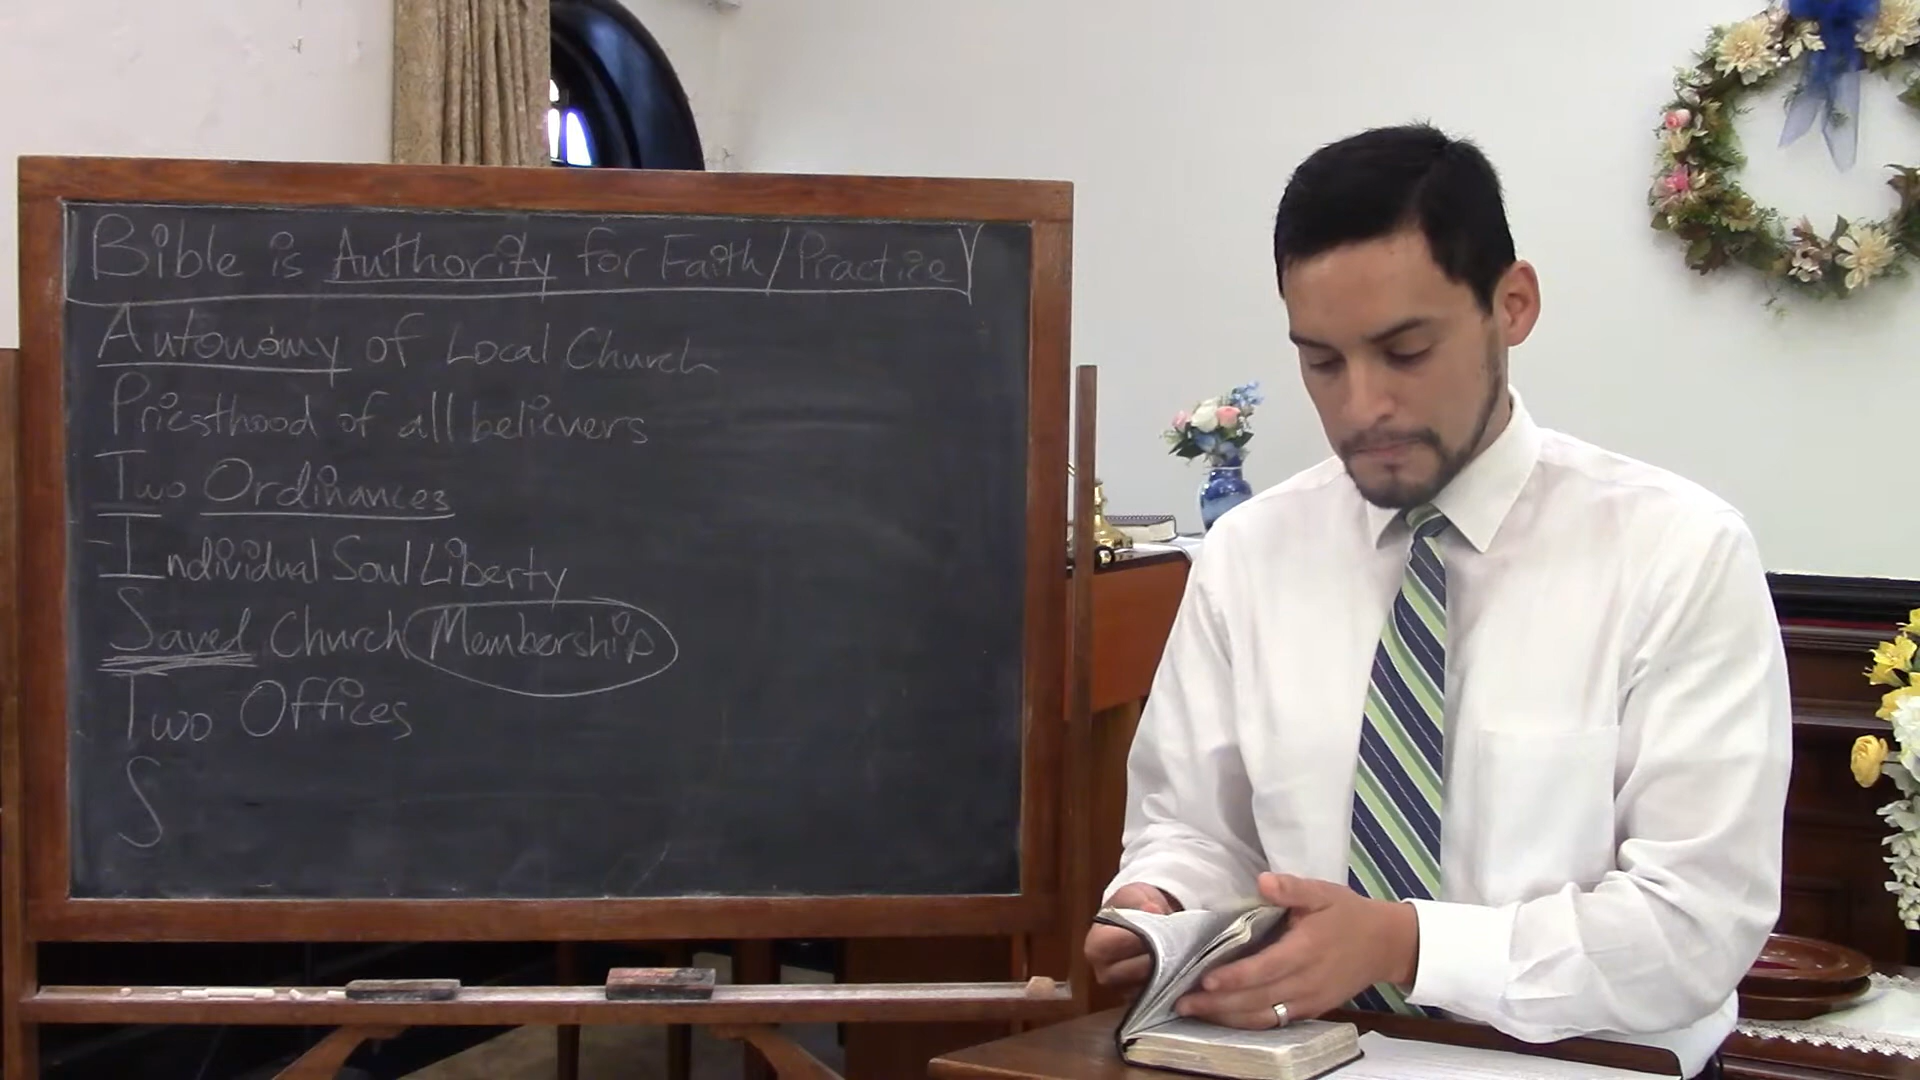 Bible is Authority for Faith/Practice
Autonomy of Local Church
Priesthood of all believers
Two Ordinances
Individual Soul Liberty
Saved Church Membership
Two Offices
S